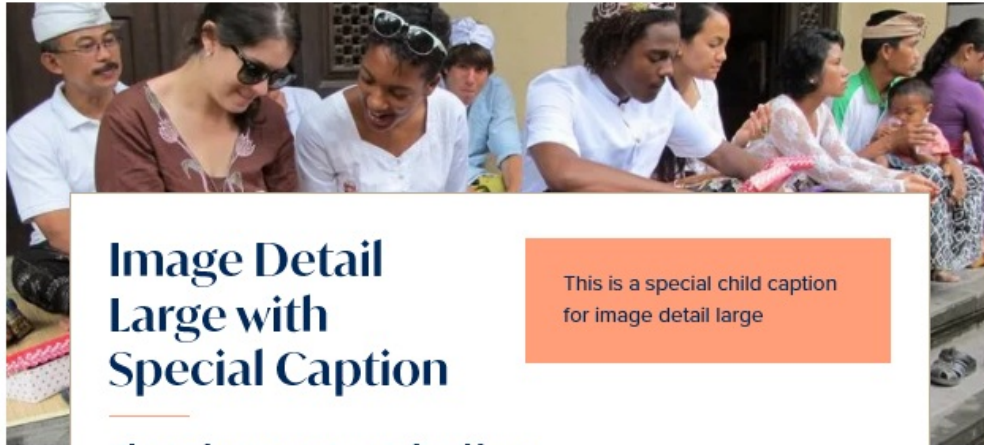 Image Detail
Large with
Special Caption
This is a special child caption
for image detail large